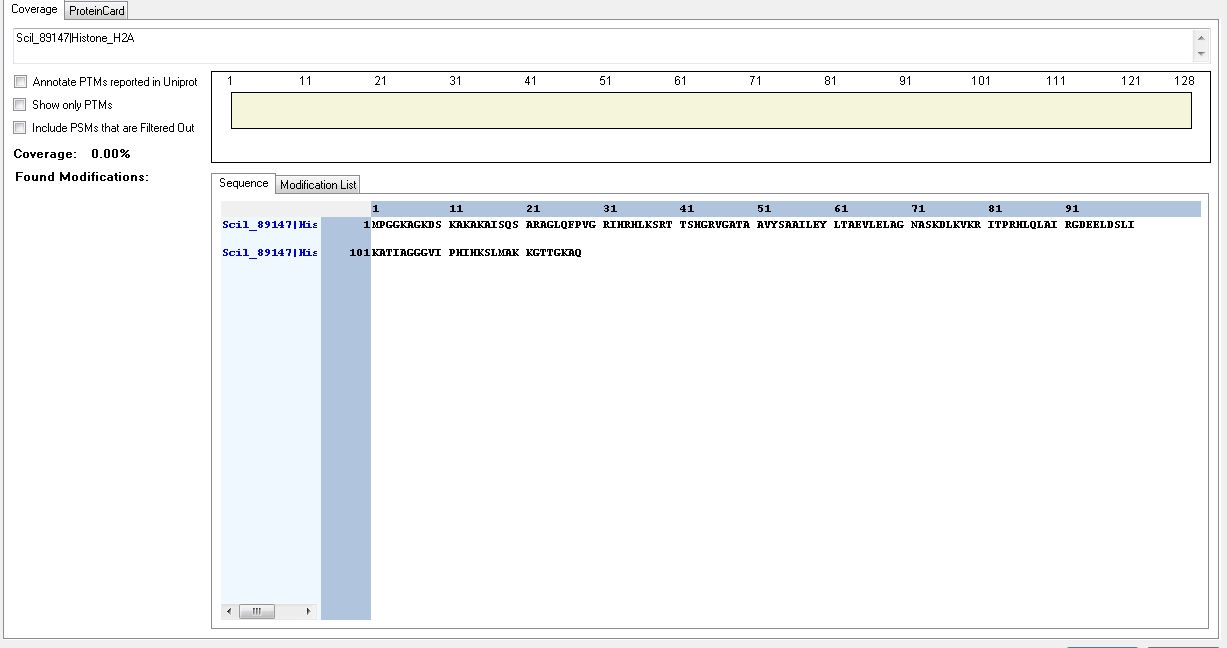 Coverage ProteinCard
Scil_89147|Histone_H2A
Annotate PTMs reported in Uniprot
Show only PTMs
Include PSMs that are Filtered Out
Coverage: 0.00%
Found Modifications:
1 11 21 31 41 51 61 71 81 91 101 111 121 128
Sequence Modification List
1 11 21 31 41 51 61 71 81 91
Scil_89147|His 1 MPGGKAGKDS KAKAKAISQS ARAGLQFPVG RIHRHLKSRT TSHGRVGATA AVYSAAILEY LTAEVLELAG NASKDLKVKR ITPRHLQLAI RGDEELDSLI
Scil_89147|His 101 KATIAGGGVI PHIHKSLMAK KGTTGKAQ